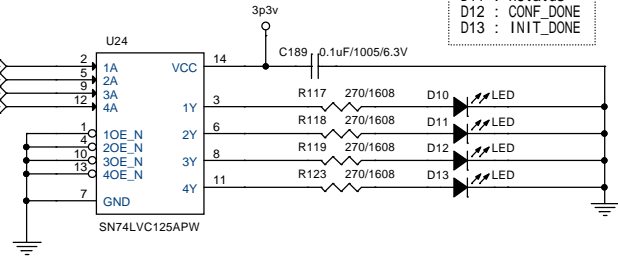 3p3v
D12 : CONF_DONE
D13 : INIT_DONE
U24
C189 0.1uF/1005/6.3V
2 1A VCC 14
5 2A
9 3A
12 4A
1Y 3 R117 270/1608 D10 LED
1 1OE_N 2Y 6 R118 270/1608 D11 LED
4 2OE_N
10 3OE_N 3Y 8 R119 270/1608 D12 LED
13 4OE_N
4Y 11 R123 270/1608 D13 LED
7 GND
SN74LVC125APW